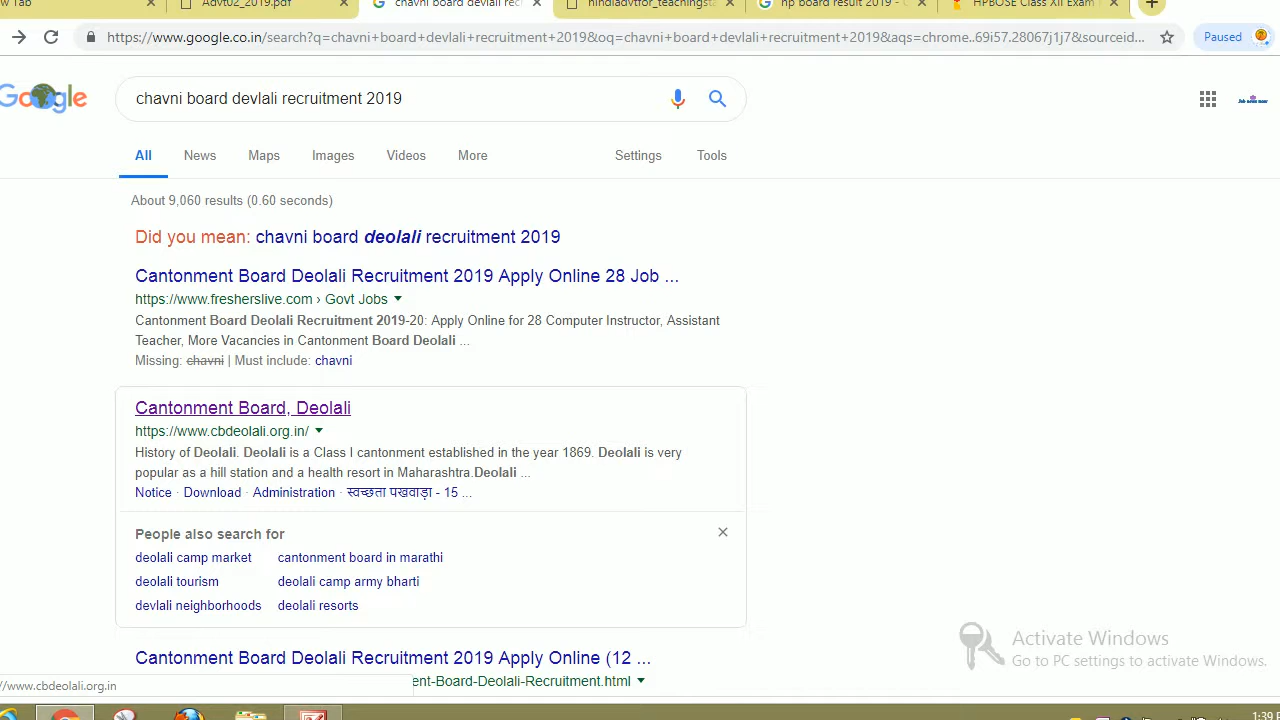 w Tab
Advt02_2019.pdf
chavni board devlali rec
hindiadvtfor_teachingsta
hp board result 2019 - G
HPBOSE Class XII Exam
https://www.google.co.in/search?q=chavni+board+devlali+recruitment+2019&oq=chavni+board+devlali+recruitment+2019&aqs=chrome..69i57.28067j1j7&sourceid...
Paused
Google
chavni board devlali recruitment 2019
Job news near
All News Maps Images Videos More Settings Tools
About 9,060 results (0.60 seconds)
Did you mean: chavni board deolali recruitment 2019
Cantonment Board Deolali Recruitment 2019 Apply Online 28 Job ...
https://www.fresherslive.com › Govt Jobs
Cantonment Board Deolali Recruitment 2019-20: Apply Online for 28 Computer Instructor, Assistant
Teacher, More Vacancies in Cantonment Board Deolali ...
Missing: chavni | Must include: chavni
Cantonment Board, Deolali
https://www.cbdeolali.org.in/
History of Deolali. Deolali is a Class I cantonment established in the year 1869. Deolali is very
popular as a hill station and a health resort in Maharashtra.Deolali ...
Notice · Download · Administration · स्वच्छता पखवाड़ा - 15 ...
People also search for
deolali camp market cantonment board in marathi
deolali tourism deolali camp army bharti
devlali neighborhoods deolali resorts
Activate Windows
Go to PC settings to activate Windows.
Cantonment Board Deolali Recruitment 2019 Apply Online (12 ...
ent-Board-Deolali-Recruitment.html
//www.cbdeolali.org.in
1:39